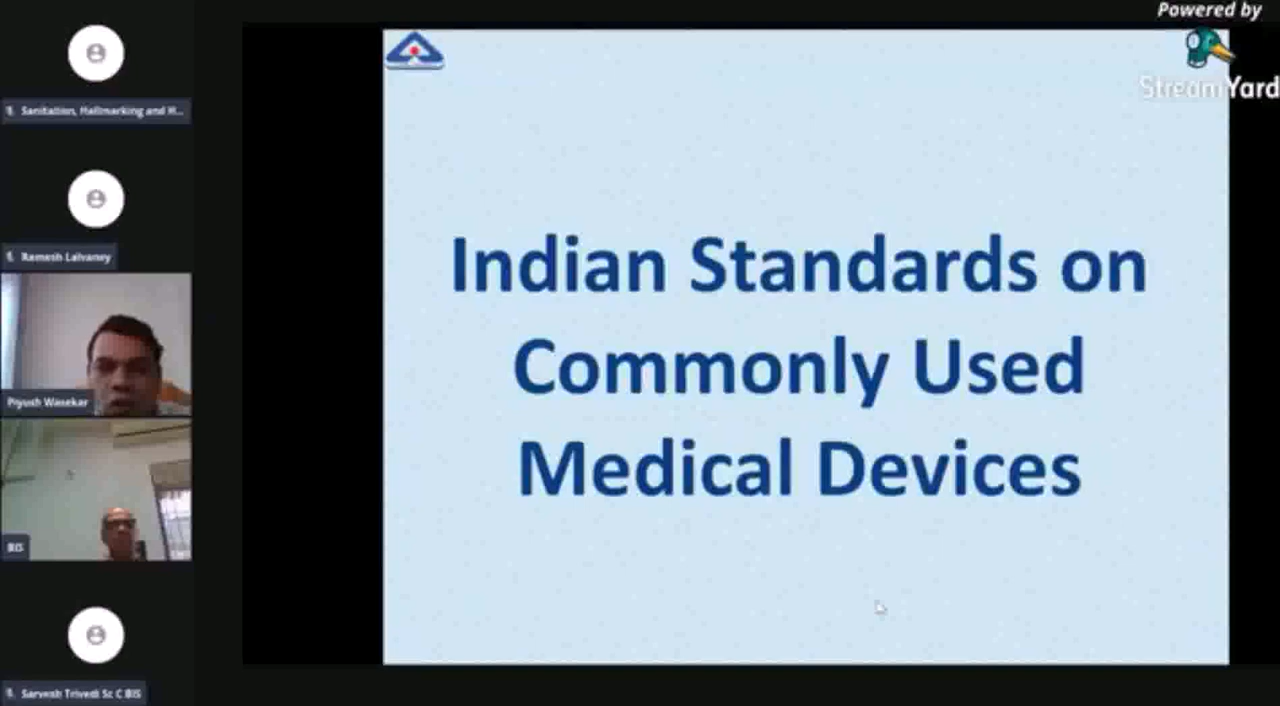 Powered by
StreamYard
Sanitation, Hallmarking and H...
Ramesh Lalvaney
Piyush Wasekar
BIS
Sarvesh Trivedi Sc C BIS
Indian Standards on
Commonly Used
Medical Devices